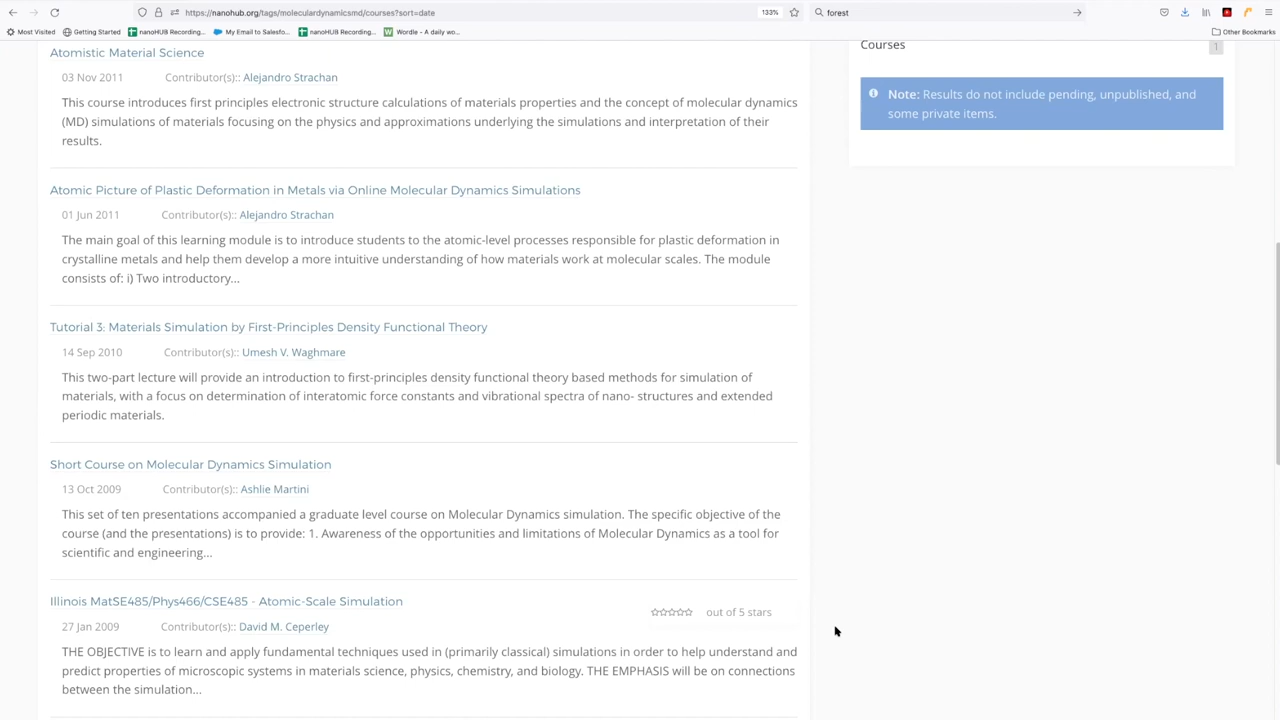 https://nanohub.org/tags/moleculardynamicsmd/courses?sort=date
133%
forest
Most Visited
Getting Started
nanoHUB Recording...
My Email to Salesfo...
nanoHUB Recording...
Wordle - A daily wo...
Other Bookmarks
Atomistic Material Science
03 Nov 2011 Contributor(s):: Alejandro Strachan
This course introduces first principles electronic structure calculations of materials properties and the concept of molecular dynamics
(MD) simulations of materials focusing on the physics and approximations underlying the simulations and interpretation of their
results.
Atomic Picture of Plastic Deformation in Metals via Online Molecular Dynamics Simulations
01 Jun 2011 Contributor(s):: Alejandro Strachan
The main goal of this learning module is to introduce students to the atomic-level processes responsible for plastic deformation in
crystalline metals and help them develop a more intuitive understanding of how materials work at molecular scales. The module
consists of: i) Two introductory...
Tutorial 3: Materials Simulation by First-Principles Density Functional Theory
14 Sep 2010 Contributor(s):: Umesh V. Waghmare
This two-part lecture will provide an introduction to first-principles density functional theory based methods for simulation of
materials, with a focus on determination of interatomic force constants and vibrational spectra of nano- structures and extended
periodic materials.
Short Course on Molecular Dynamics Simulation
13 Oct 2009 Contributor(s):: Ashlie Martini
This set of ten presentations accompanied a graduate level course on Molecular Dynamics simulation. The specific objective of the
course (and the presentations) is to provide: 1. Awareness of the opportunities and limitations of Molecular Dynamics as a tool for
scientific and engineering...
Illinois MatSE485/Phys466/CSE485 - Atomic-Scale Simulation
out of 5 stars
27 Jan 2009 Contributor(s):: David M. Ceperley
THE OBJECTIVE is to learn and apply fundamental techniques used in (primarily classical) simulations in order to help understand and
predict properties of microscopic systems in materials science, physics, chemistry, and biology. THE EMPHASIS will be on connections
between the simulation...
Courses
1
Note: Results do not include pending, unpublished, and
some private items.